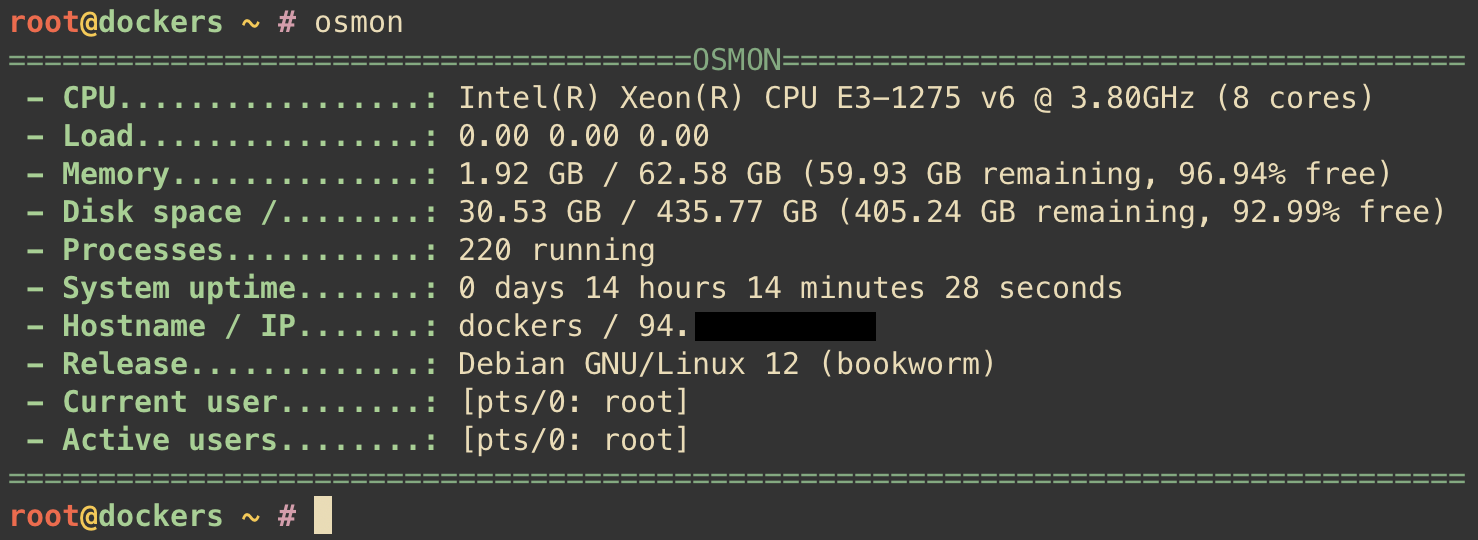 root@dockers ~ # osmon
======================================OSMON======================================
- CPU.................: Intel(R) Xeon(R) CPU E3-1275 v6 @ 3.80GHz (8 cores)
- Load................: 0.00 0.00 0.00
- Memory..............: 1.92 GB / 62.58 GB (59.93 GB remaining, 96.94% free)
- Disk space /........: 30.53 GB / 435.77 GB (405.24 GB remaining, 92.99% free)
- Processes...........: 220 running
- System uptime.......: 0 days 14 hours 14 minutes 28 seconds
- Hostname / IP.......: dockers / 94.
- Release.............: Debian GNU/Linux 12 (bookworm)
- Current user........: [pts/0: root]
- Active users........: [pts/0: root]
=================================================================================
root@dockers ~ #